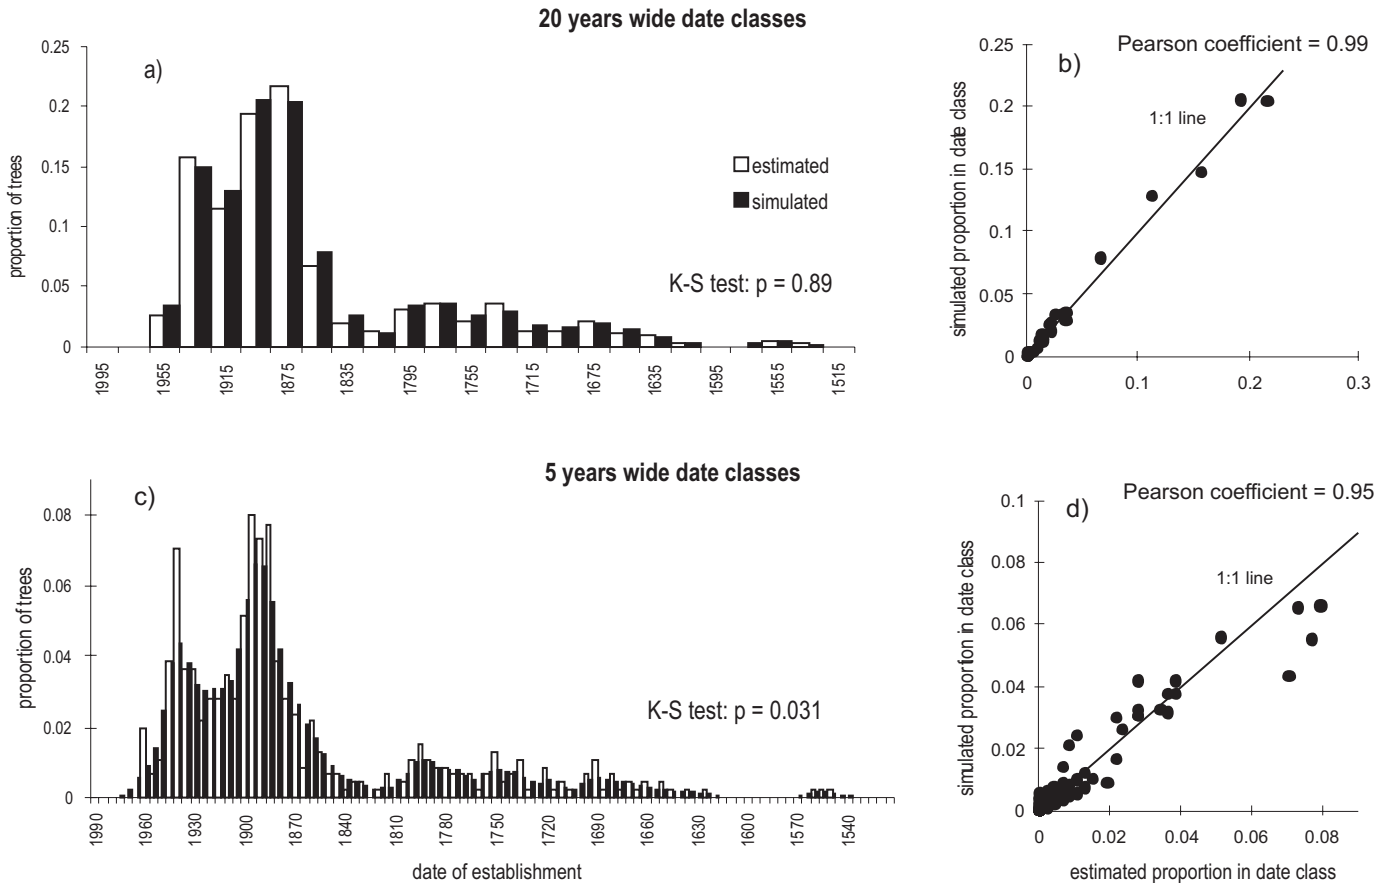 20 years wide date classes
a)
0.25
0.2
0.15
0.1
0.05
0
proportion of trees
estimated
simulated
K-S test: p = 0.89
1995 1955 1915 1875 1835 1795 1755 1715 1675 1635 1595 1555 1515
b)
Pearson coefficient = 0.99
1:1 line
0.25
0.2
0.15
0.1
0.05
0
simulated proportion in date class
0 0.1 0.2 0.3
5 years wide date classes
c)
0.08
0.06
0.04
0.02
0
proportion of trees
K-S test: p = 0.031
1990 1960 1930 1900 1870 1840 1810 1780 1750 1720 1690 1660 1630 1600 1570 1540
date of establishment
d)
Pearson coefficient = 0.95
1:1 line
0.1
0.08
0.06
0.04
0.02
0
simulated proportion in date class
0 0.02 0.04 0.06 0.08
estimated proportion in date class